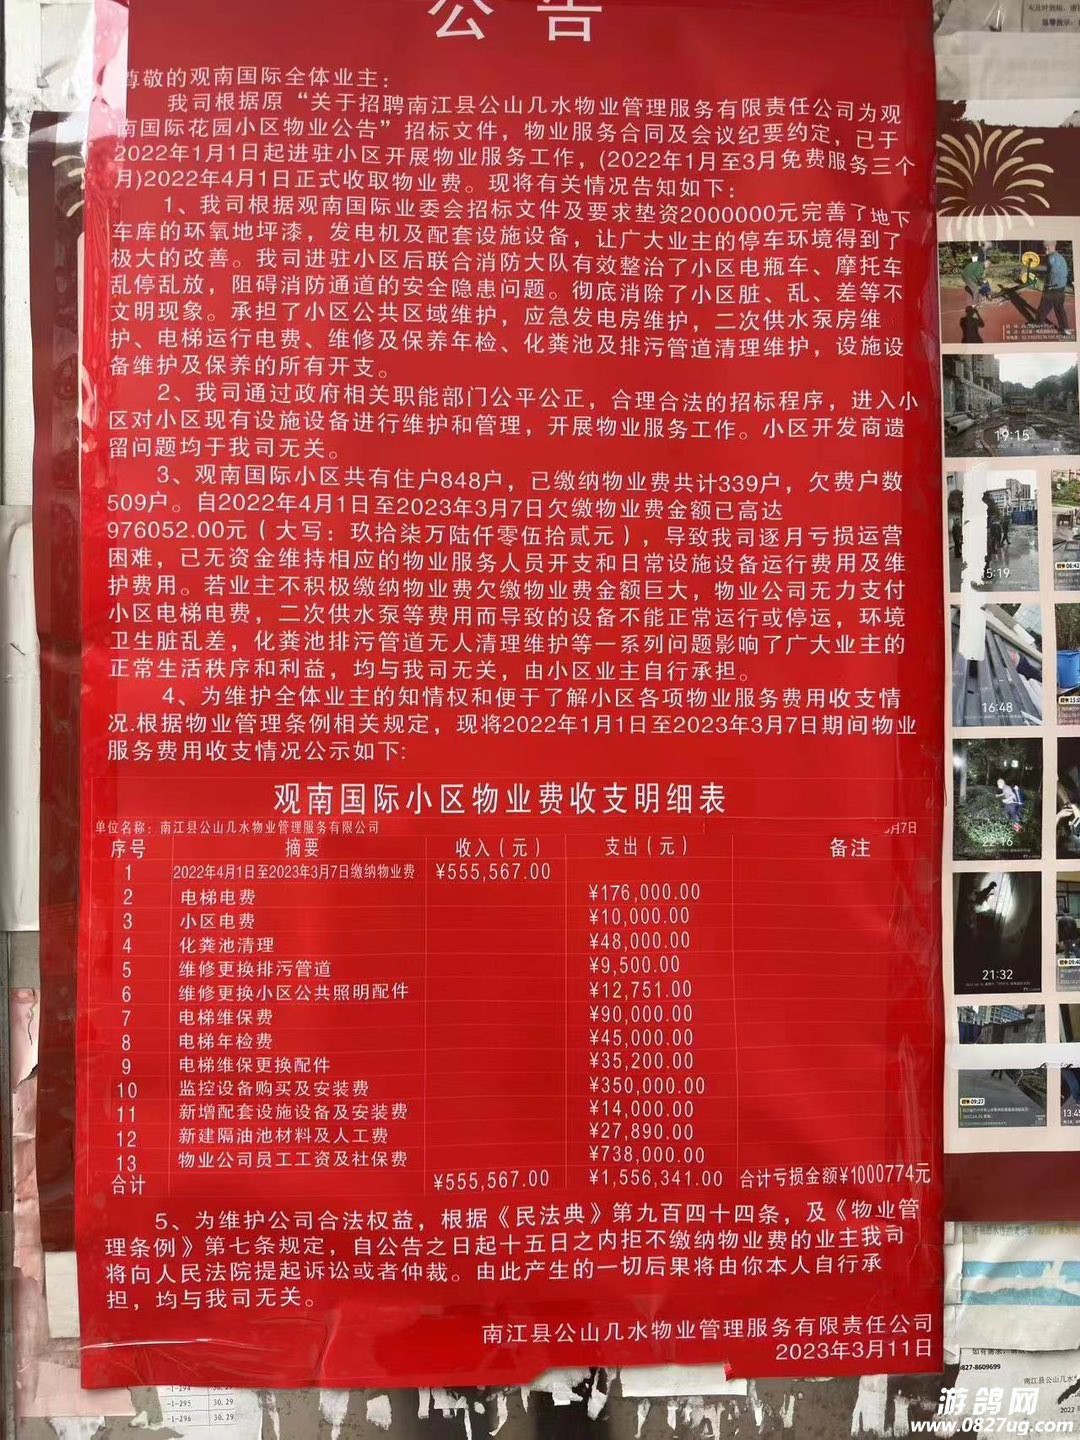 公 告
尊敬的观南国际全体业主：
我司根据原“关于招聘南江县公山几水物业管理服务有限责任公司为观
南国际花园小区物业公告”招标文件，物业服务合同及会议纪要约定，已于
2022年1月1日起进驻小区开展物业服务工作，(2022年1月至3月免费服务三个
月)2022年4月1日正式收取物业费。现将有关情况告知如下：
1、我司根据观南国际业委会招标文件及要求垫资2000000元完善了地下
车库的环氧地坪漆，发电机及配套设施设备，让广大业主的停车环境得到了
极大的改善。我司进驻小区后联合消防大队有效整治了小区电瓶车、摩托车
乱停乱放，阻碍消防通道的安全隐患问题。彻底消除了小区脏、乱、差等不
文明现象。承担了小区公共区域维护，应急发电房维护，二次供水泵房维
护、电梯运行电费、维修及保养年检、化粪池及排污管道清理维护，设施设
备维护及保养的所有开支。
2、我司通过政府相关职能部门公平公正，合理合法的招标程序，进入小
区对小区现有设施设备进行维护和管理，开展物业服务工作。小区开发商遗
留问题均于我司无关。
3、观南国际小区共有住户848户，已缴纳物业费共计339户，欠费户数
509户。自2022年4月1日至2023年3月7日欠缴物业费金额已高达
976052.00元（大写：玖拾柒万陆仟零伍拾贰元），导致我司逐月亏损运营
困难，已无资金维持相应的物业服务人员开支和日常设施设备运行费用及维
护费用。若业主不积极缴纳物业费欠缴物业费金额巨大，物业公司无力支付
小区电梯电费，二次供水泵等费用而导致的设备不能正常运行或停运，环境
卫生脏乱差，化粪池排污管道无人清理维护等一系列问题影响了广大业主的
正常生活秩序和利益，均与我司无关，由小区业主自行承担。
4、为维护全体业主的知情权和便于了解小区各项物业服务费用收支情
况.根据物业管理条例相关规定，现将2022年1月1日至2023年3月7日期间物业
服务费用收支情况公示如下:
观南国际小区物业费收支明细表
单位名称：南江县公山几水物业管理服务有限公司 月7日
序号 摘要 收入（元） 支出（元） 备注
1 2022年4月1日至2023年3月7日缴纳物业费 ¥555,567.00
2 电梯电费 ¥176,000.00
3 小区电费 ¥10,000.00
4 化粪池清理 ¥48,000.00
5 维修更换排污管道 ¥9,500.00
6 维修更换小区公共照明配件 ¥12,751.00
7 电梯维保费 ¥90,000.00
8 电梯年检费 ¥45,000.00
9 电梯维保更换配件 ¥35,200.00
10 监控设备购买及安装费 ¥350,000.00
11 新增配套设施设备及安装费 ¥14,000.00
12 新建隔油池材料及人工费 ¥27,890.00
13 物业公司员工工资及社保费 ¥738,000.00
合计 ¥555,567.00 ¥1,556,341.00 合计亏损金额¥1000774元
5、为维护公司合法权益，根据《民法典》第九百四十四条，及《物业管
理条例》第七条规定，自公告之日起十五日之内拒不缴纳物业费的业主我司
将向人民法院提起诉讼或者仲裁。由此产生的一切后果将由你本人自行承
担，均与我司无关。
南江县公山几水物业管理服务有限责任公司
2023年3月11日
19:15
15:19
16:48
22:16
21:32
09:27
13:45
0827-8609699
南江县公山几水
2022
-1-294 30.29
-1-295 30.29
-1-296 30.29
游鸽网
www.0827ug.com